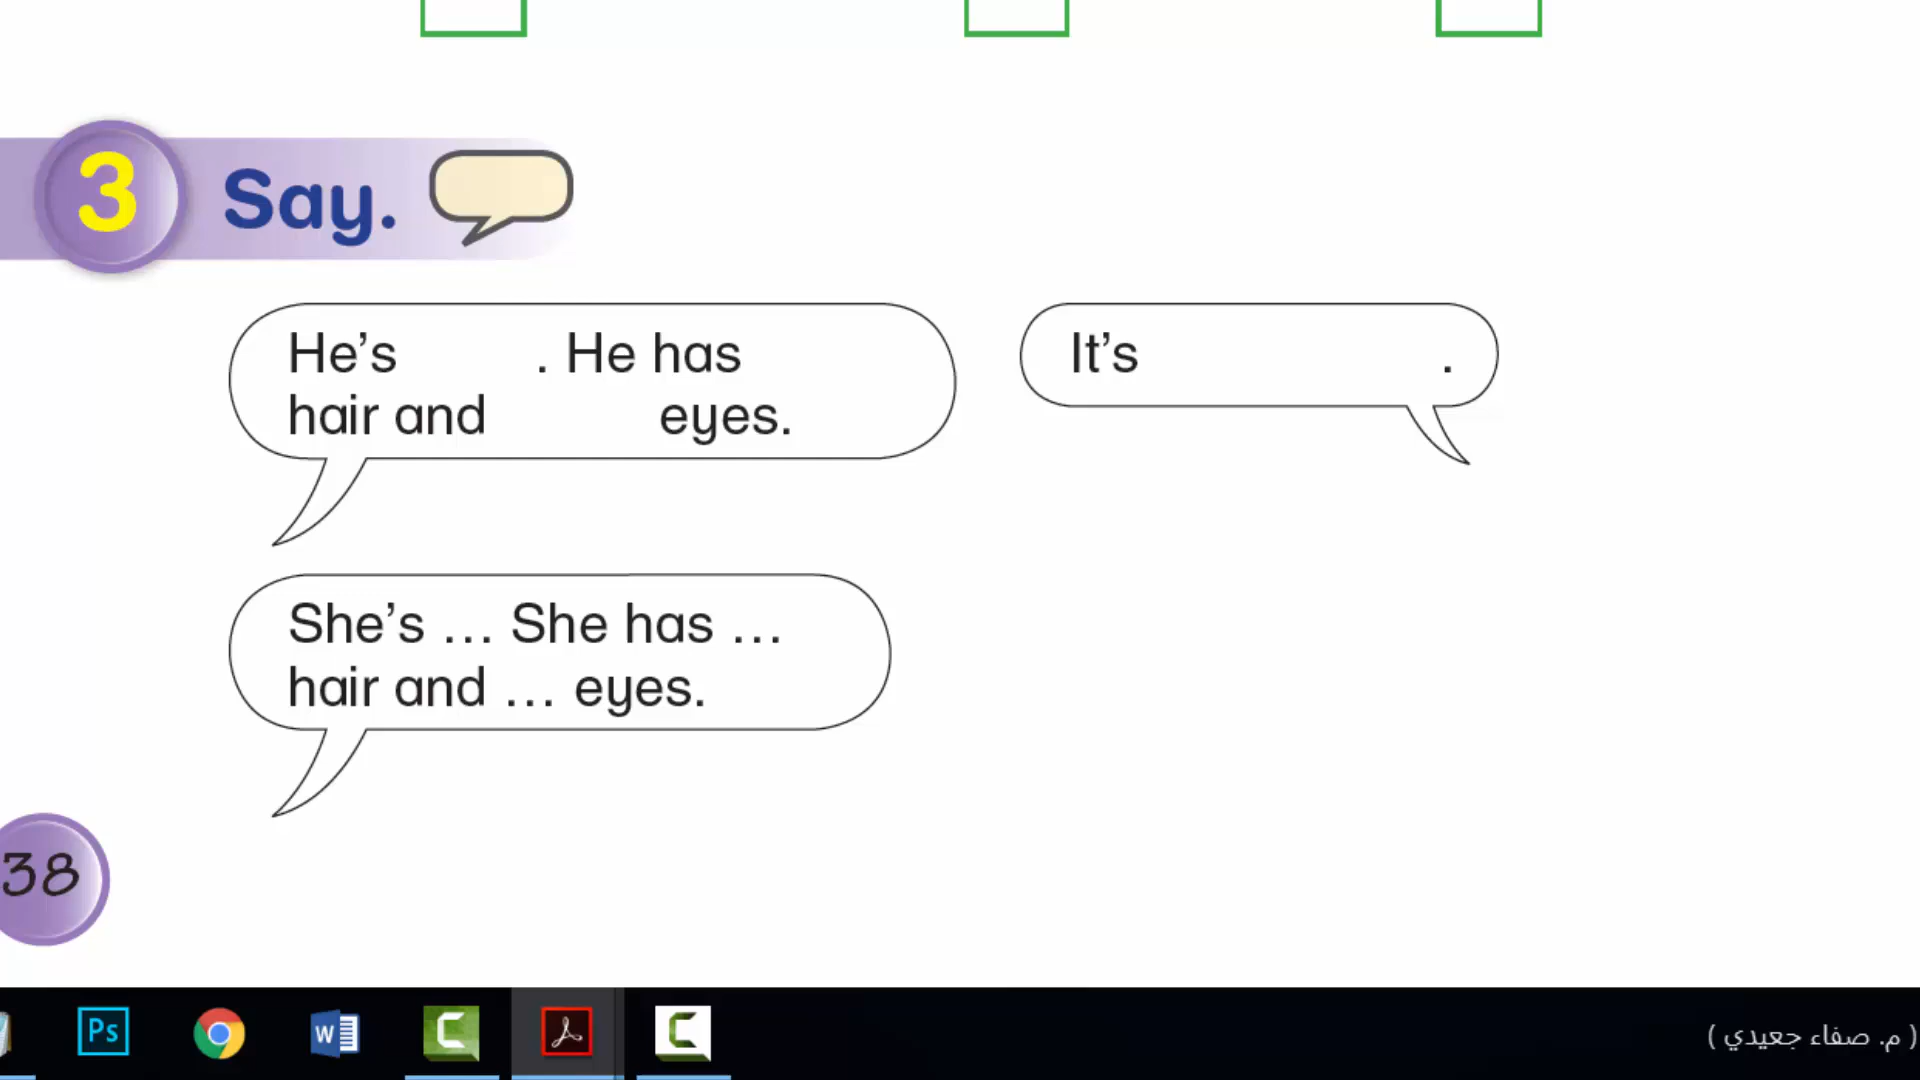 3 Say.
He's . He has
hair and eyes.
It's .
She's ... She has ...
hair and ... eyes.
38
Ps
W
( م. صفاء جعيدي )